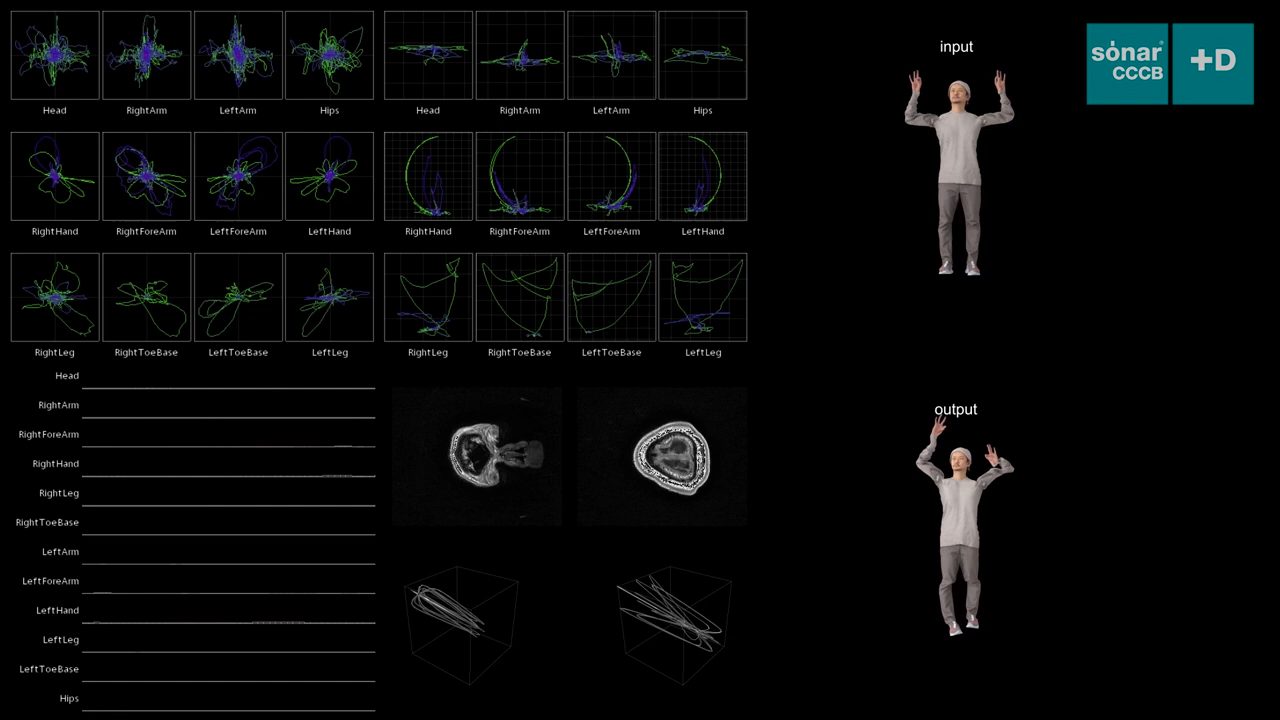 Head RightArm LeftArm Hips Head RightArm LeftArm Hips
RightHand RightForeArm LeftForeArm LeftHand RightHand RightForeArm LeftForeArm LeftHand
RightLeg RightToeBase LeftToeBase LeftLeg RightLeg RightToeBase LeftToeBase LeftLeg
Head
RightArm
RightForeArm
RightHand
RightLeg
RightToeBase
LeftArm
LeftForeArm
LeftHand
LeftLeg
LeftToeBase
Hips
input
output
sónar
CCCB
+D